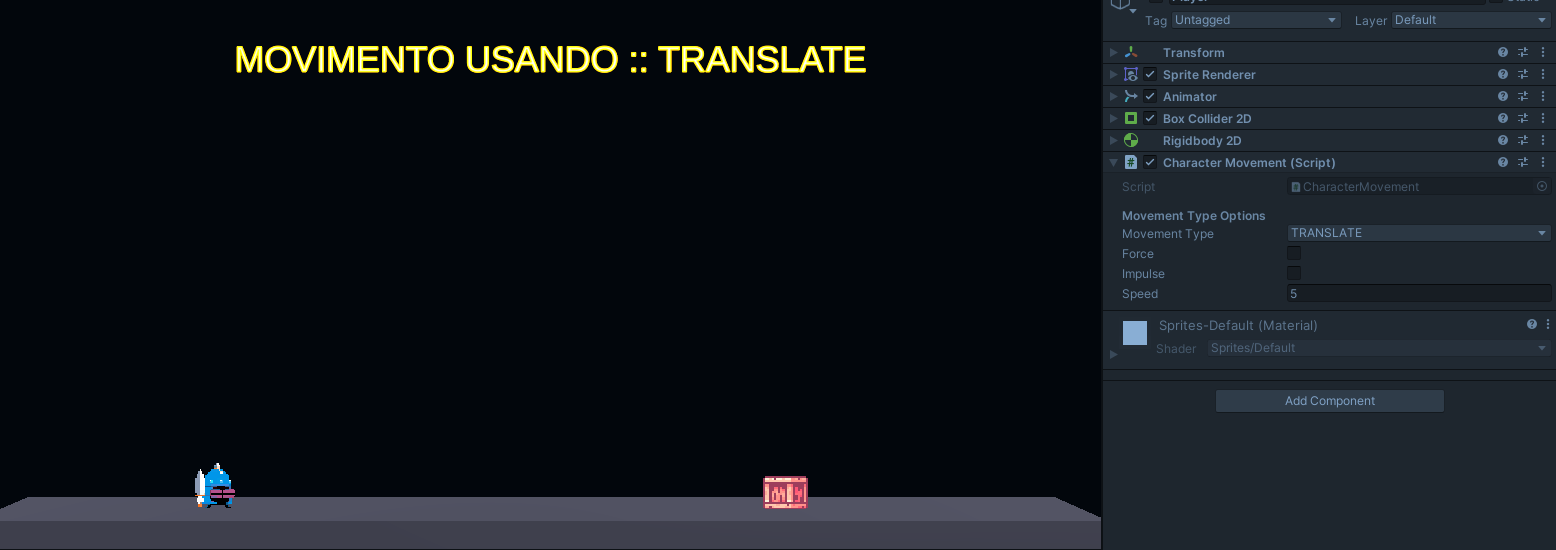 MOVIMENTO USANDO :: TRANSLATE
Tag Untagged Layer Default
Transform
Sprite Renderer
Animator
Box Collider 2D
Rigidbody 2D
Character Movement (Script)
Script CharacterMovement
Movement Type Options
Movement Type TRANSLATE
Force
Impulse
Speed 5
Sprites-Default (Material)
Shader Sprites/Default
Add Component